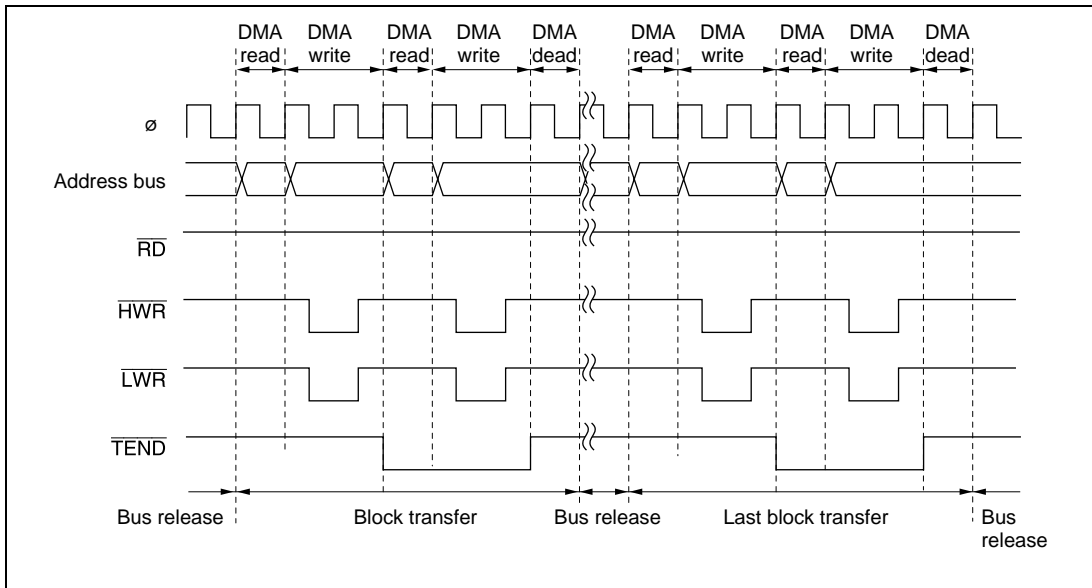 DMA read DMA write DMA read DMA write DMA dead DMA read DMA write DMA read DMA write DMA dead
ø
Address bus
RD
HWR
LWR
TEND
Bus release Block transfer Bus release Last block transfer Bus release